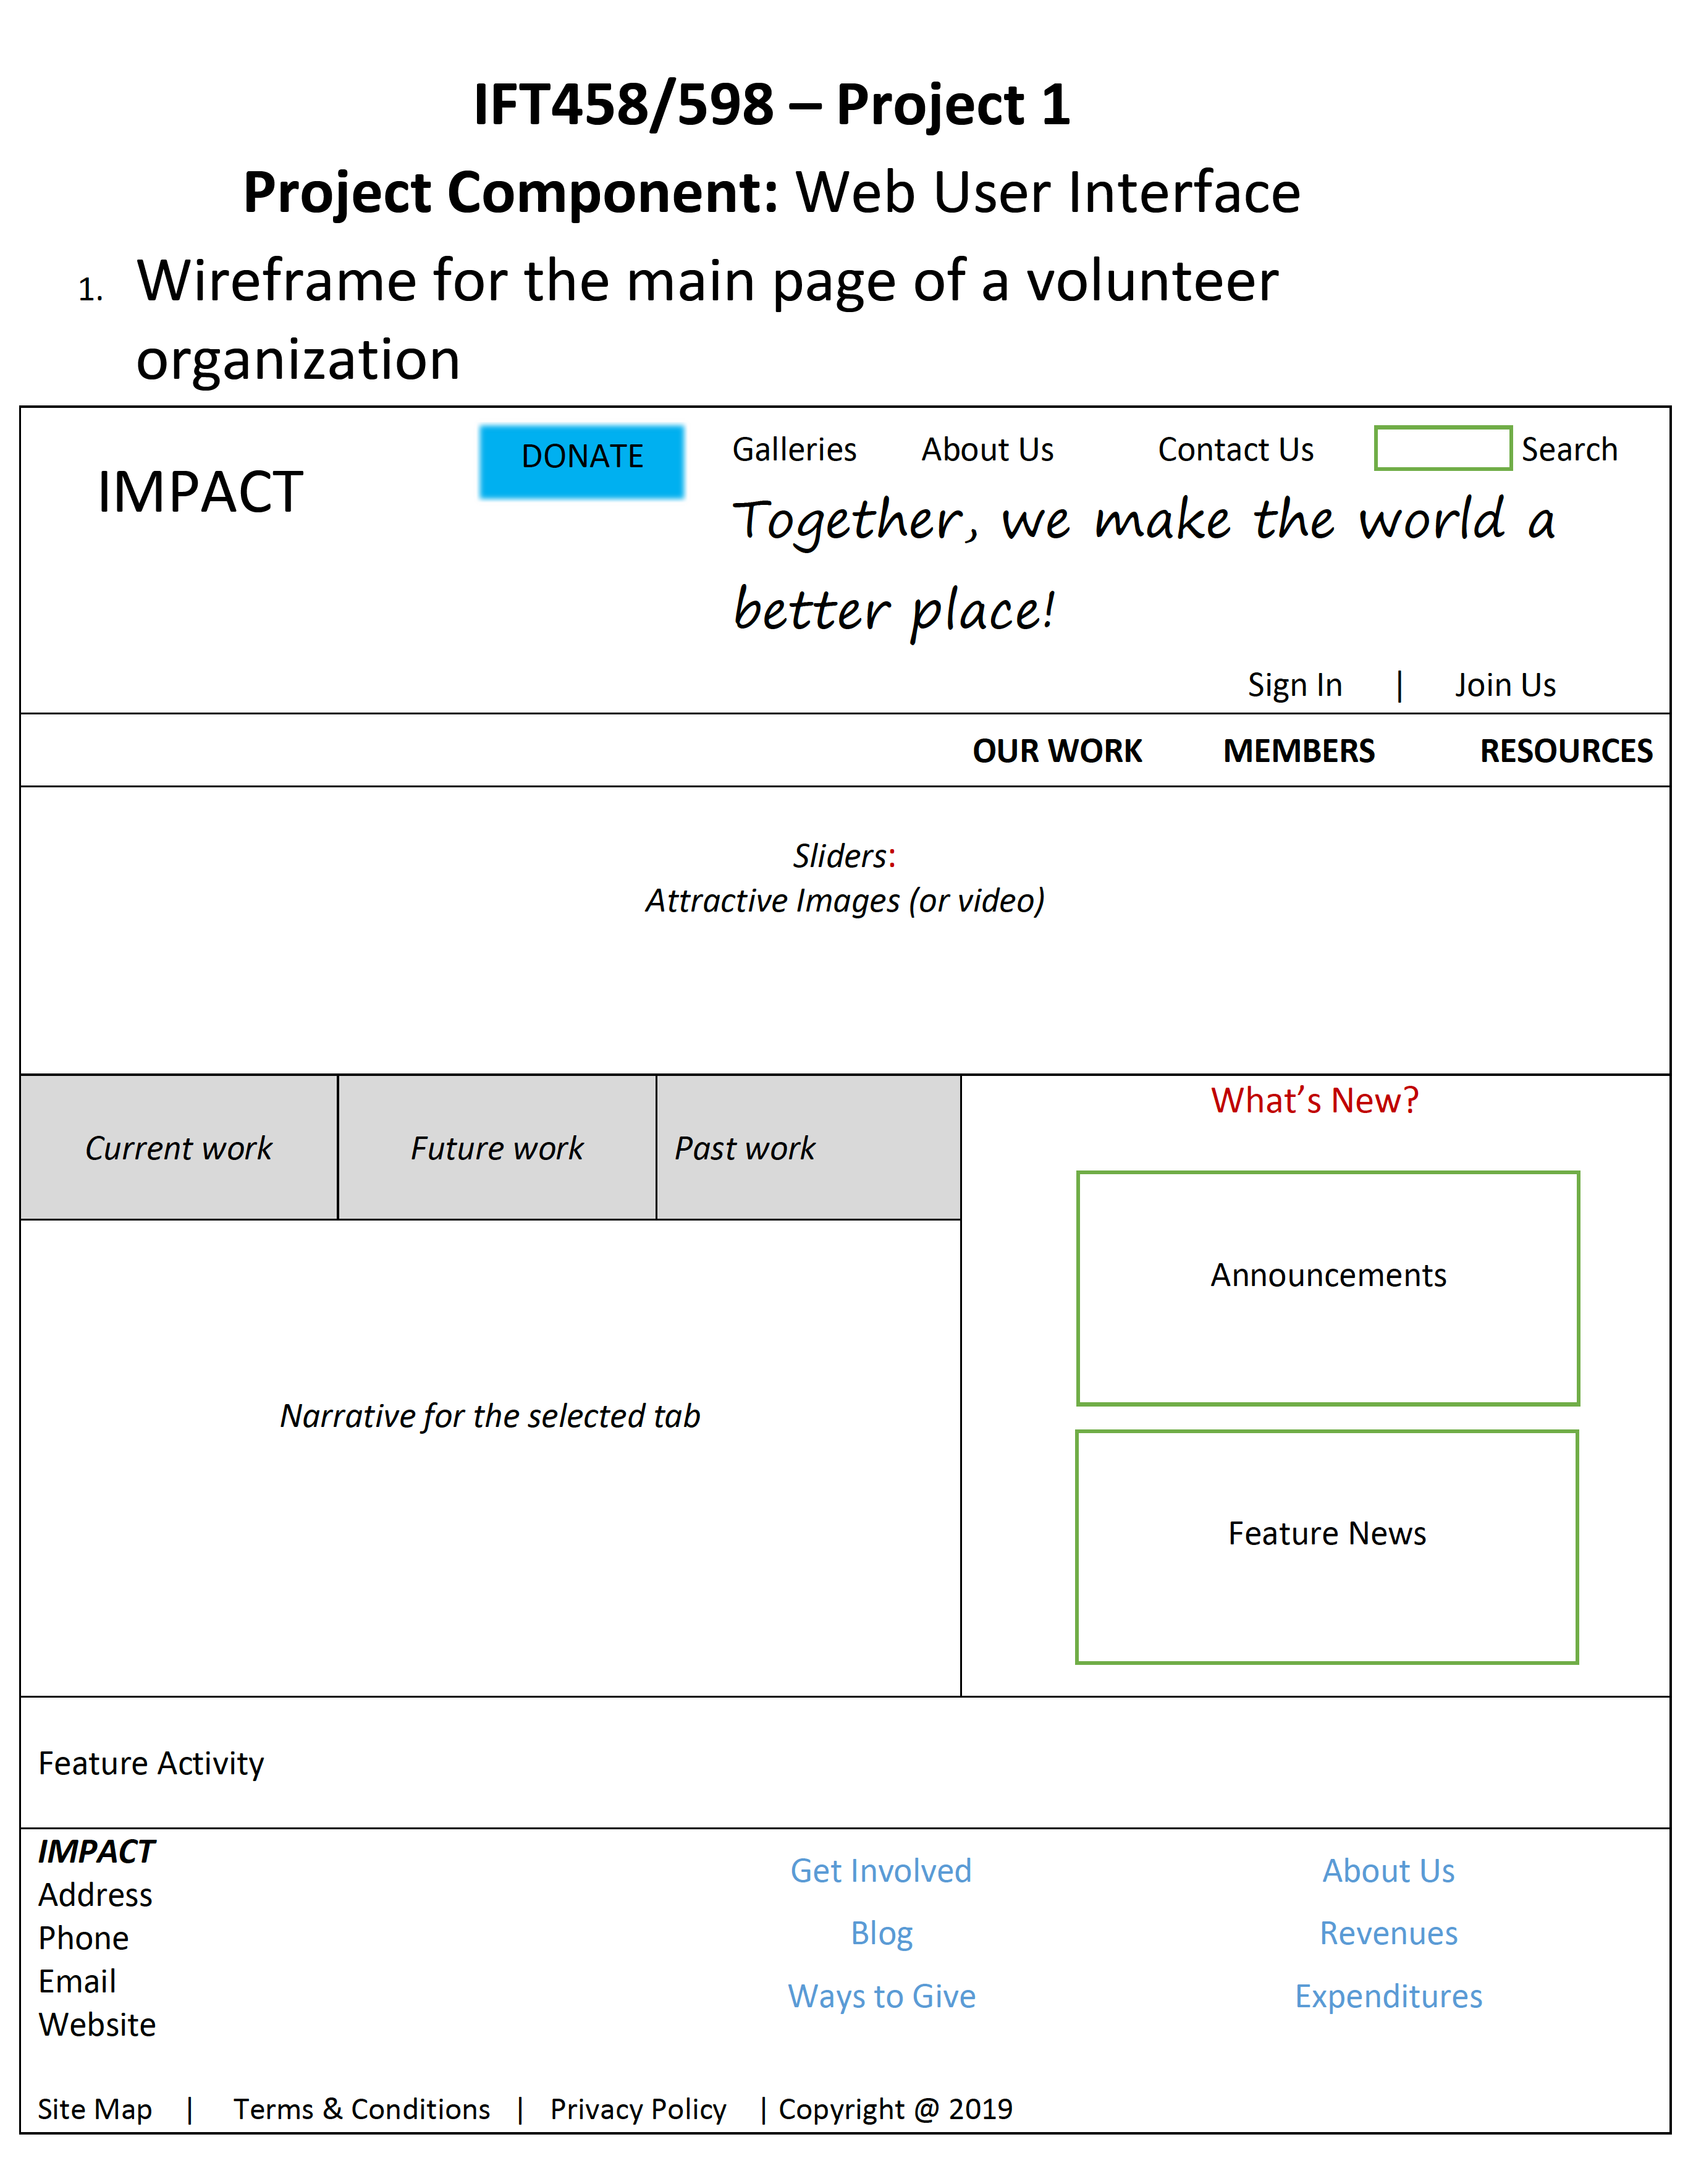 IFT458/598 – Project 1
Project Component: Web User Interface
1. Wireframe for the main page of a volunteer
organization
IMPACT
DONATE
Galleries About Us Contact Us Search
Together, we make the world a
better place!
Sign In | Join Us
OUR WORK MEMBERS RESOURCES
Sliders:
Attractive Images (or video)
Current work Future work Past work
Narrative for the selected tab
What’s New?
Announcements
Feature News
Feature Activity
IMPACT
Address
Phone
Email
Website
Get Involved
Blog
Ways to Give
About Us
Revenues
Expenditures
Site Map | Terms & Conditions | Privacy Policy | Copyright @ 2019